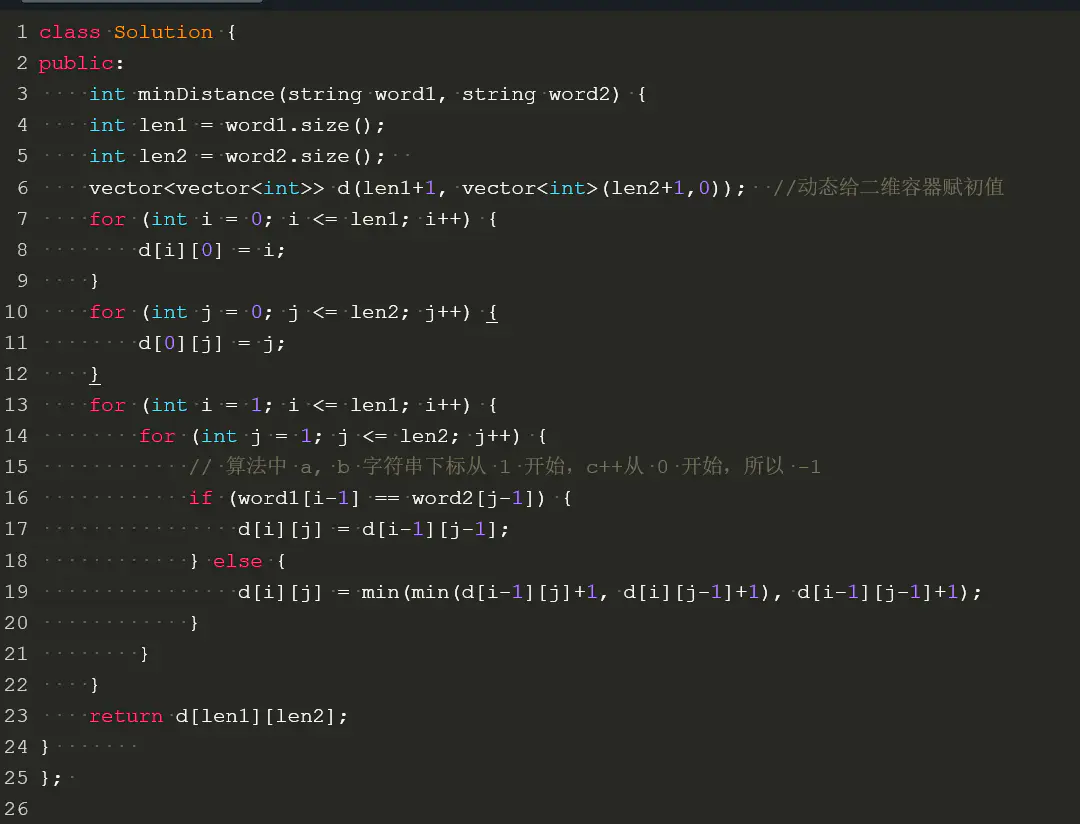 1 class Solution {
2 public:
3     int minDistance(string word1, string word2) {
4     int len1 = word1.size();
5     int len2 = word2.size();
6     vector<vector<int>> d(len1+1, vector<int>(len2+1,0));  //动态给二维容器赋初值
7     for (int i = 0; i <= len1; i++) {
8         d[i][0] = i;
9     }
10     for (int j = 0; j <= len2; j++) {
11         d[0][j] = j;
12     }
13     for (int i = 1; i <= len1; i++) {
14         for (int j = 1; j <= len2; j++) {
15             // 算法中 a, b 字符串下标从 1 开始，c++从 0 开始，所以 -1
16             if (word1[i-1] == word2[j-1]) {
17                 d[i][j] = d[i-1][j-1];
18             } else {
19                 d[i][j] = min(min(d[i-1][j]+1, d[i][j-1]+1), d[i-1][j-1]+1);
20             }
21         }
22     }
23     return d[len1][len2];
24 }
25 };
26